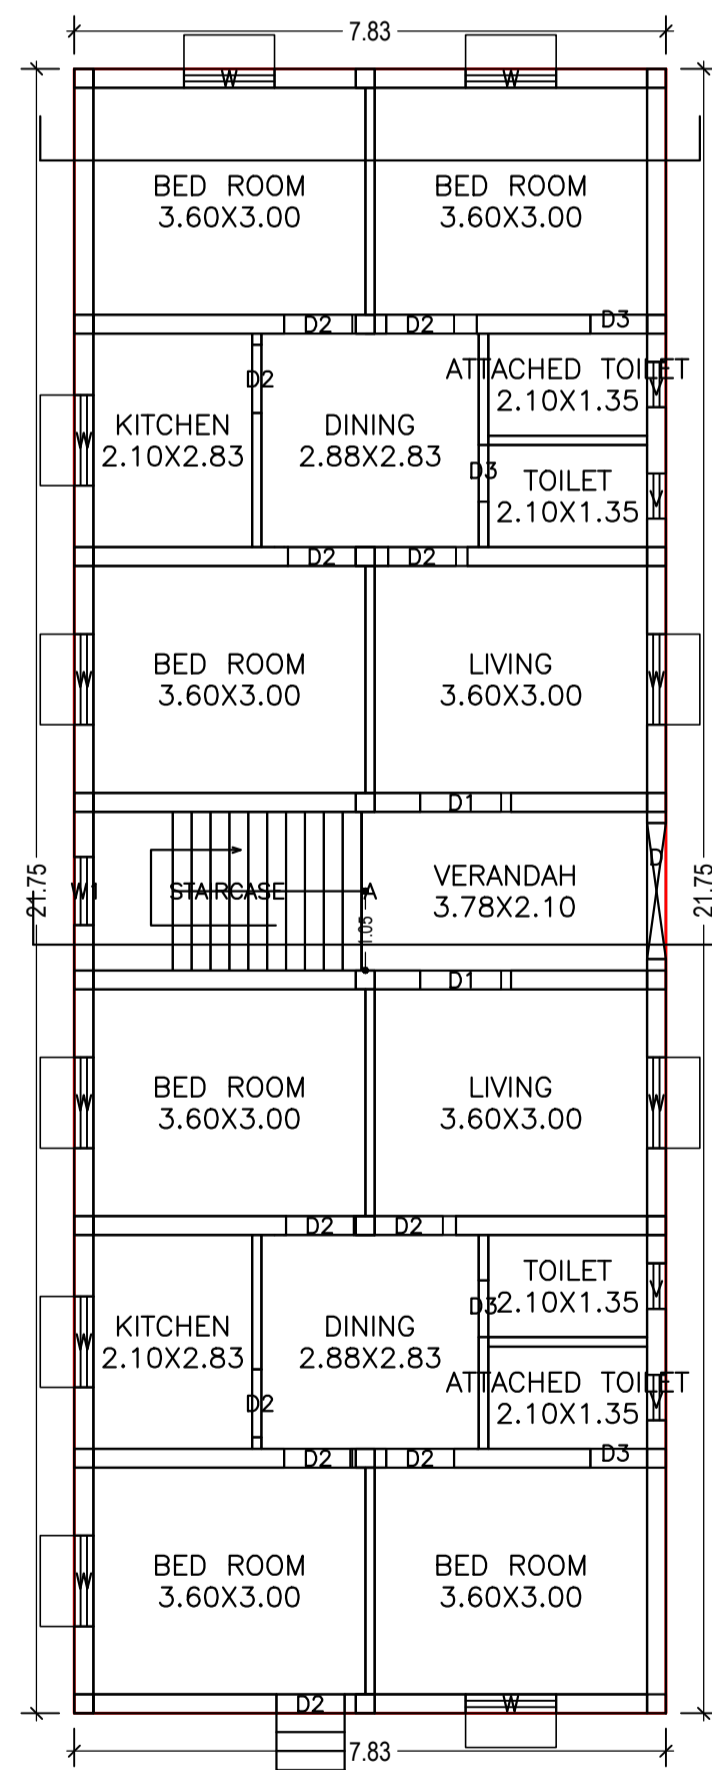 7.83
W
W
BED ROOM
3.60X3.00
BED ROOM
3.60X3.00
D2
D2
D3
D2
ATTACHED TOILET
2.10X1.35
V
W
KITCHEN
2.10X2.83
DINING
2.88X2.83
D3
TOILET
2.10X1.35
V
D2
D2
W
BED ROOM
3.60X3.00
LIVING
3.60X3.00
W
D1
21.75
W1
STAIRCASE
A
1.05
VERANDAH
3.78X2.10
D
21.75
D1
W
BED ROOM
3.60X3.00
LIVING
3.60X3.00
W
D2
D2
W
KITCHEN
2.10X2.83
DINING
2.88X2.83
D3
TOILET
2.10X1.35
V
D2
ATTACHED TOILET
2.10X1.35
V
D2
D2
D3
W
BED ROOM
3.60X3.00
BED ROOM
3.60X3.00
D2
W
7.83